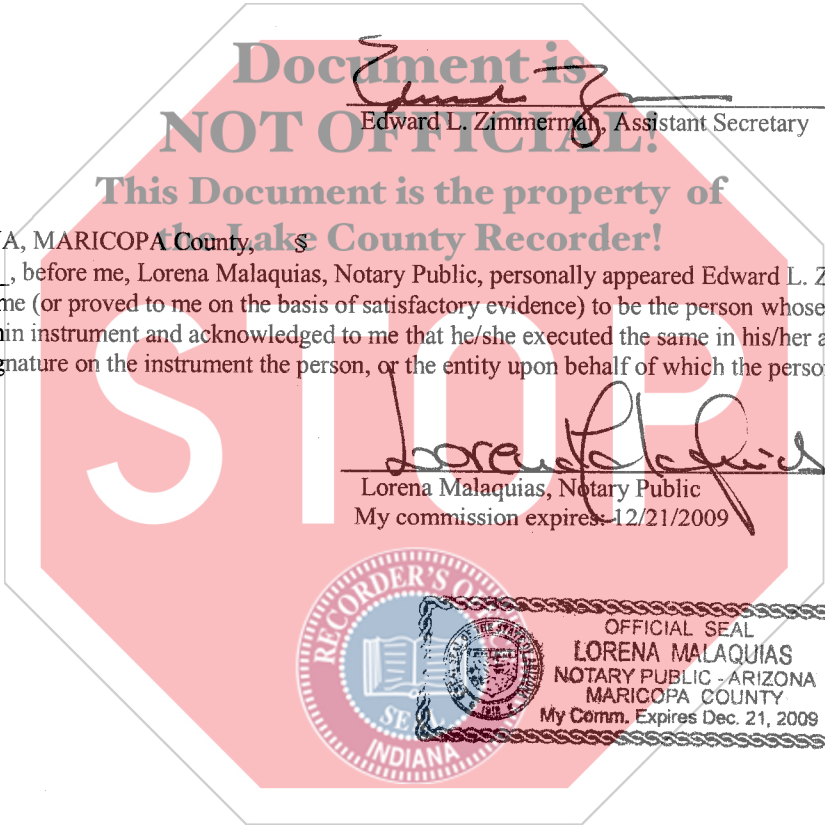 Document is
NOT OFFICIAL!
This Document is the property of
the Lake County Recorder!
STOP
Edward L. Zimmerman, Assistant Secretary
A, MARICOPA County, §
, before me, Lorena Malaquias, Notary Public, personally appeared Edward L. Z
me (or proved to me on the basis of satisfactory evidence) to be the person whose
in instrument and acknowledged to me that he/she executed the same in his/her a
nature on the instrument the person, or the entity upon behalf of which the perso
Lorena Malaquias
Lorena Malaquias, Notary Public
My commission expires: 12/21/2009
RECORDER'S
SEAL
INDIANA
OFFICIAL SEAL
LORENA MALAQUIAS
NOTARY PUBLIC - ARIZONA
MARICOPA COUNTY
My Comm. Expires Dec. 21, 2009